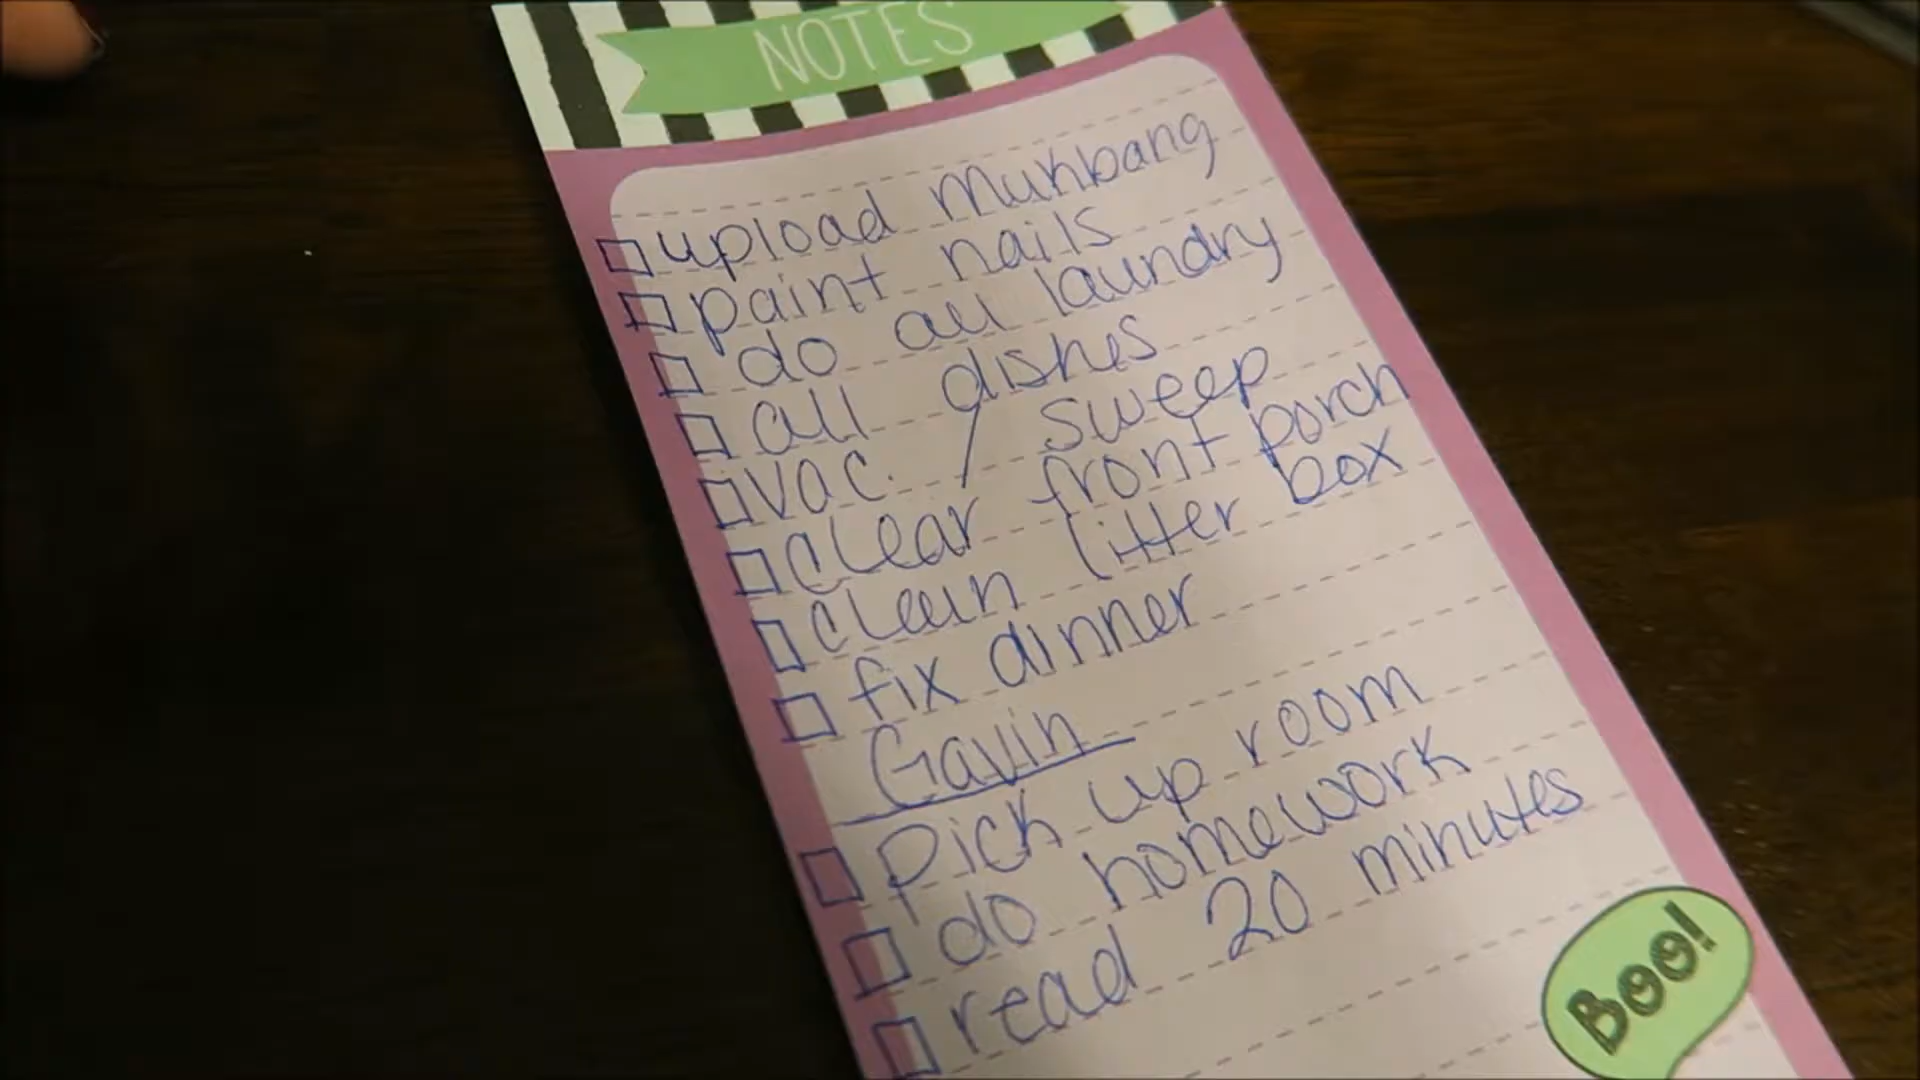 NOTES
upload Mukbang
paint nails
do all laundry
all dishes
vac. / sweep
clear front porch
clean litter box
fix dinner
Gavin
pick up room
do homework
read 20 minutes
BOO!